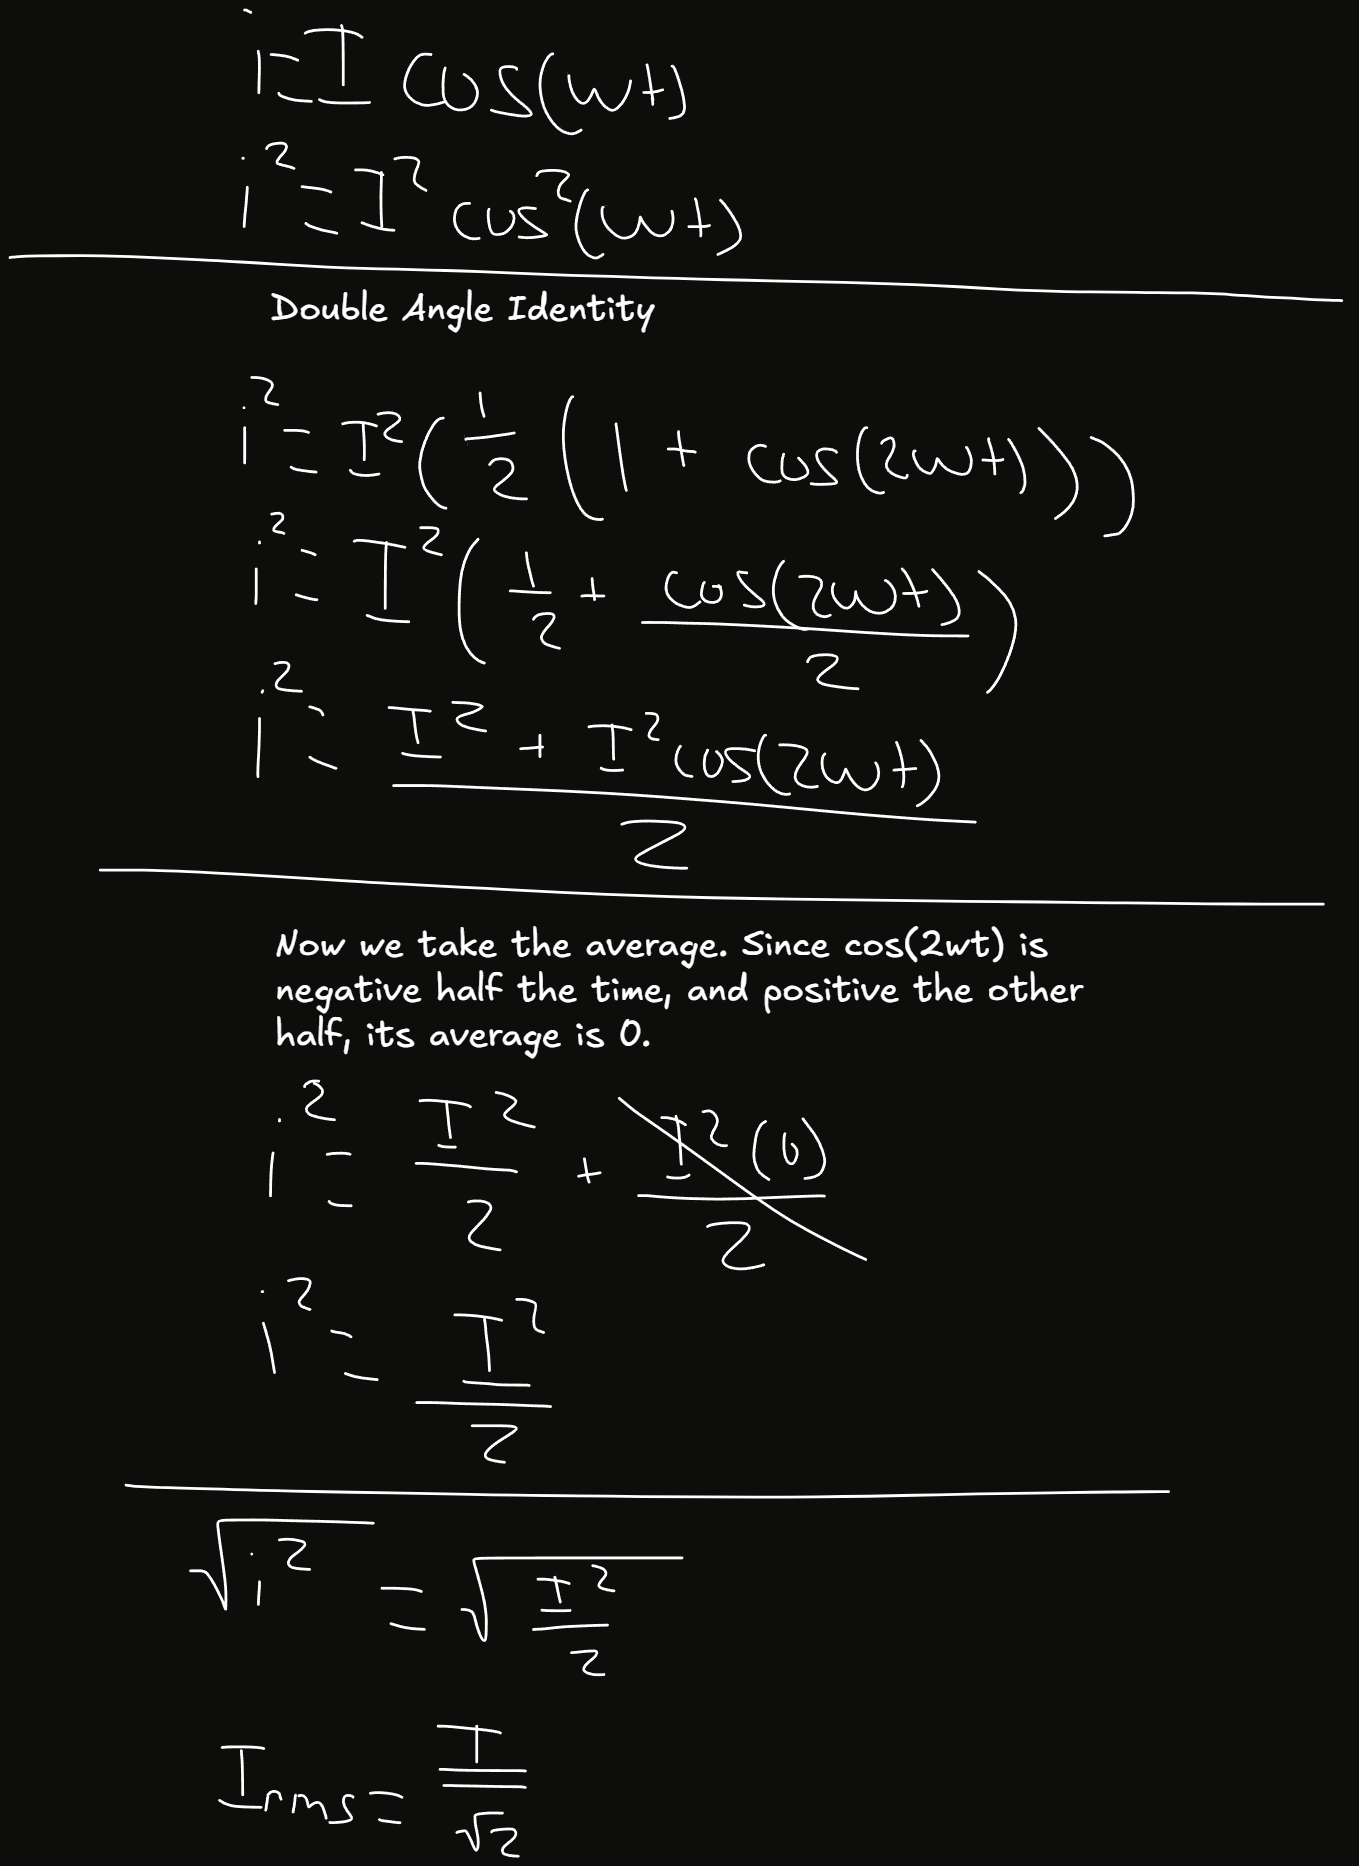 i=I cos(wt)
i²=I² cos²(wt)
Double Angle Identity
i²=I²(1/2(1+cos(2wt)))
i²=I²(1/2+cos(2wt)/2)
i²=(I²+I²cos(2wt))/2
Now we take the average. Since cos(2wt) is
negative half the time, and positive the other
half, its average is 0.
i²=I²/2+I²(0)/2
i²=I²/2
√i²=√(I²/2)
Irms=I/√2